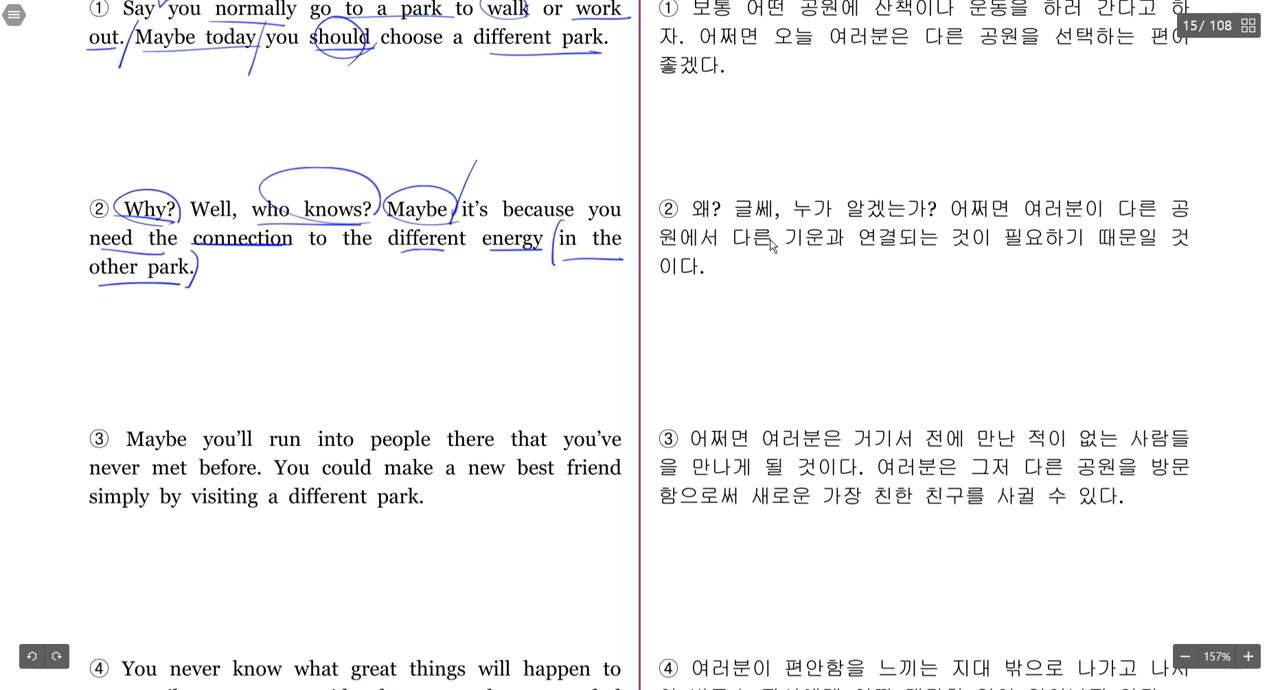 ① Say you normally go to a park to walk or work
out. Maybe today you should choose a different park.
② Why? Well, who knows? Maybe it's because you
need the connection to the different energy in the
other park.
③ Maybe you'll run into people there that you've
never met before. You could make a new best friend
simply by visiting a different park.
④ You never know what great things will happen to
① 보통 어떤 공원에 산책이나 운동을 하러 간다고 하
자. 어쩌면 오늘 여러분은 다른 공원을 선택하는 편이
좋겠다.
② 왜? 글쎄, 누가 알겠는가? 어쩌면 여러분이 다른 공
원에서 다른 기운과 연결되는 것이 필요하기 때문일 것
이다.
③ 어쩌면 여러분은 거기서 전에 만난 적이 없는 사람들
을 만나게 될 것이다. 여러분은 그저 다른 공원을 방문
함으로써 새로운 가장 친한 친구를 사귈 수 있다.
④ 여러분이 편안함을 느끼는 지대 밖으로 나가고 나서
15 / 108
157%